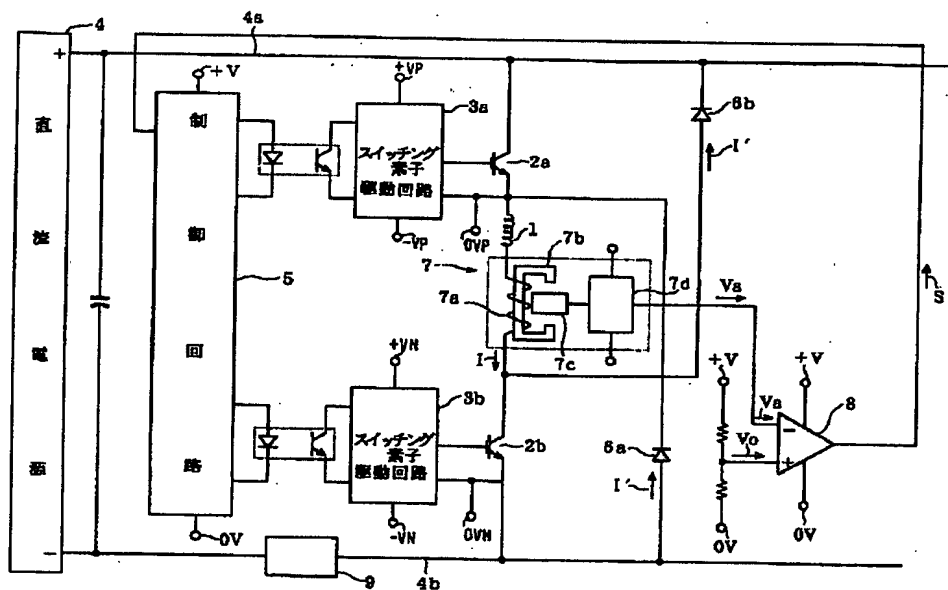 4
4a
+
直流電源
−
+V
制御回路
5
0V
+VP
3a
スイッチング
素子
駆動回路
-VP
0VP
2a
1
6b
I'
7
7b
7a
7c
7d
I
Va
S
+VN
3b
スイッチング
素子
駆動回路
-VN
0VN
2b
6a
I'
+V
+V
Va
8
Vo
−
+
0V
0V
9
4b